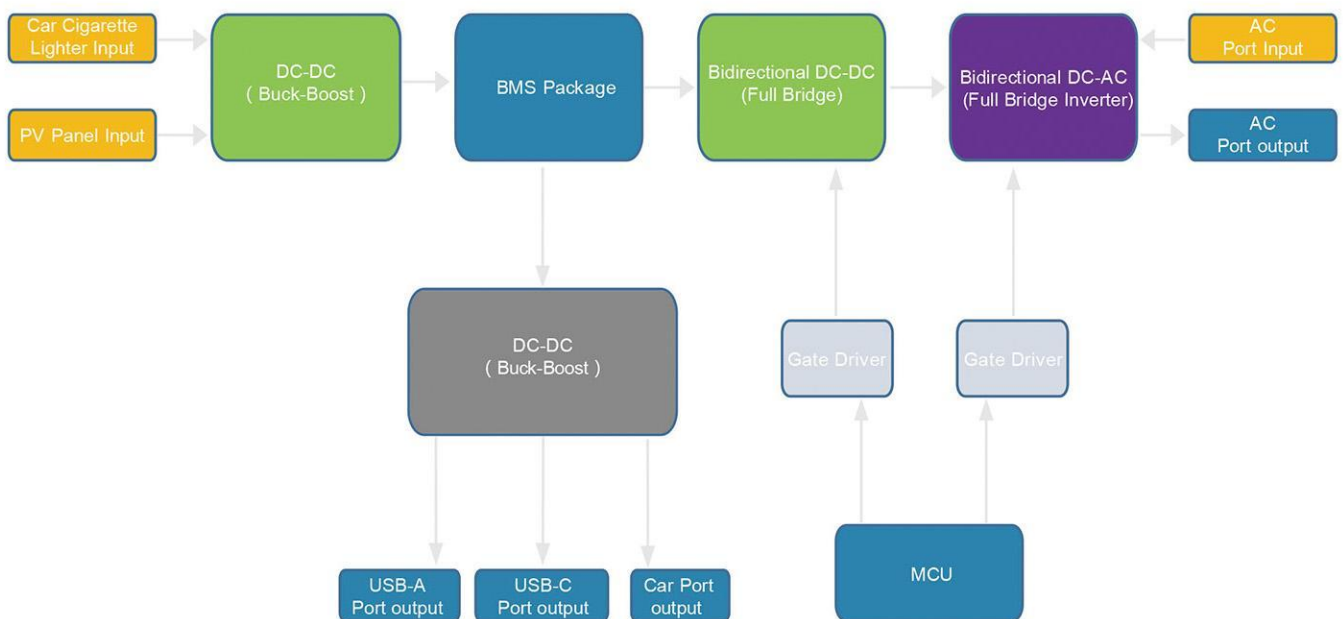 Car Cigarette
Lighter Input
PV Panel Input
DC-DC
( Buck-Boost )
BMS Package
Bidirectional DC-DC
(Full Bridge)
Bidirectional DC-AC
(Full Bridge Inverter)
AC
Port Input
AC
Port output
DC-DC
( Buck-Boost )
Gate Driver
Gate Driver
USB-A
Port output
USB-C
Port output
Car Port
output
MCU